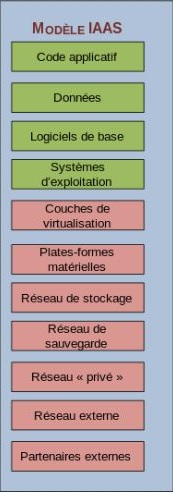 MODÈLE IAAS
Code applicatif
Données
Logiciels de base
Systèmes
d'exploitation
Couches de
virtualisation
Plates-formes
matérielles
Réseau de stockage
Réseau de
sauvegarde
Réseau « privé »
Réseau externe
Partenaires externes